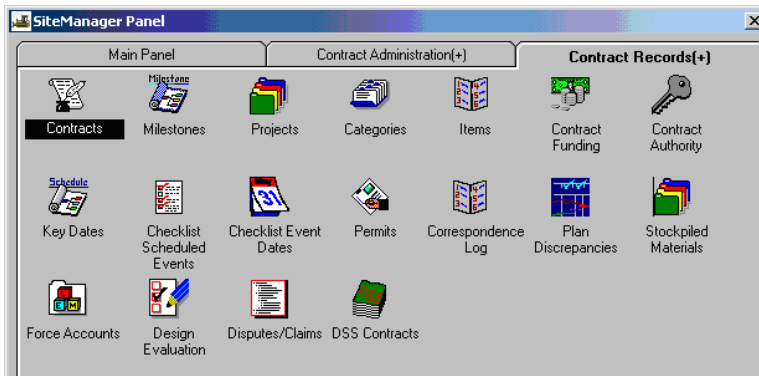 SiteManager Panel
Main Panel
Contract Administration(+)
Contract Records(+)
Milestone
Contracts
Milestones
Projects
Categories
Items
Contract
Funding
Contract
Authority
Schedule
31
Key Dates
Checklist
Scheduled
Events
Checklist Event
Dates
Permits
Correspondence
Log
Plan
Discrepancies
Stockpiled
Materials
L
E M
DSS
Force Accounts
Design
Evaluation
Disputes/Claims
DSS Contracts